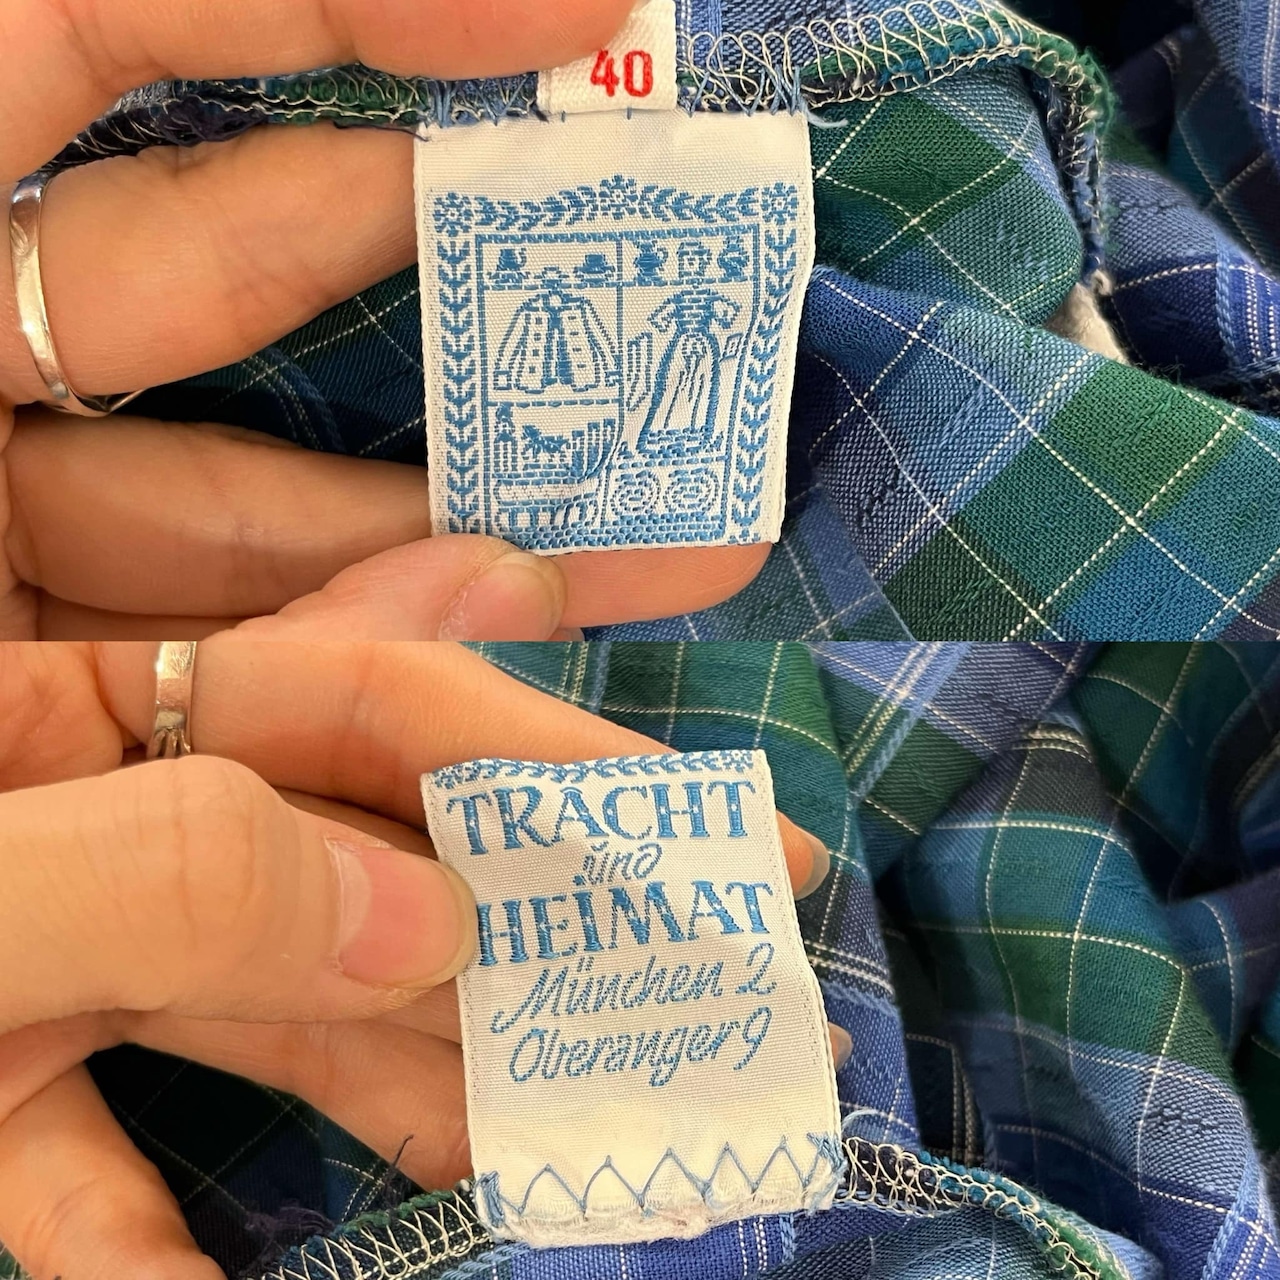 40
TRACHT
und
HEIMAT
München 2
Oberanger 9